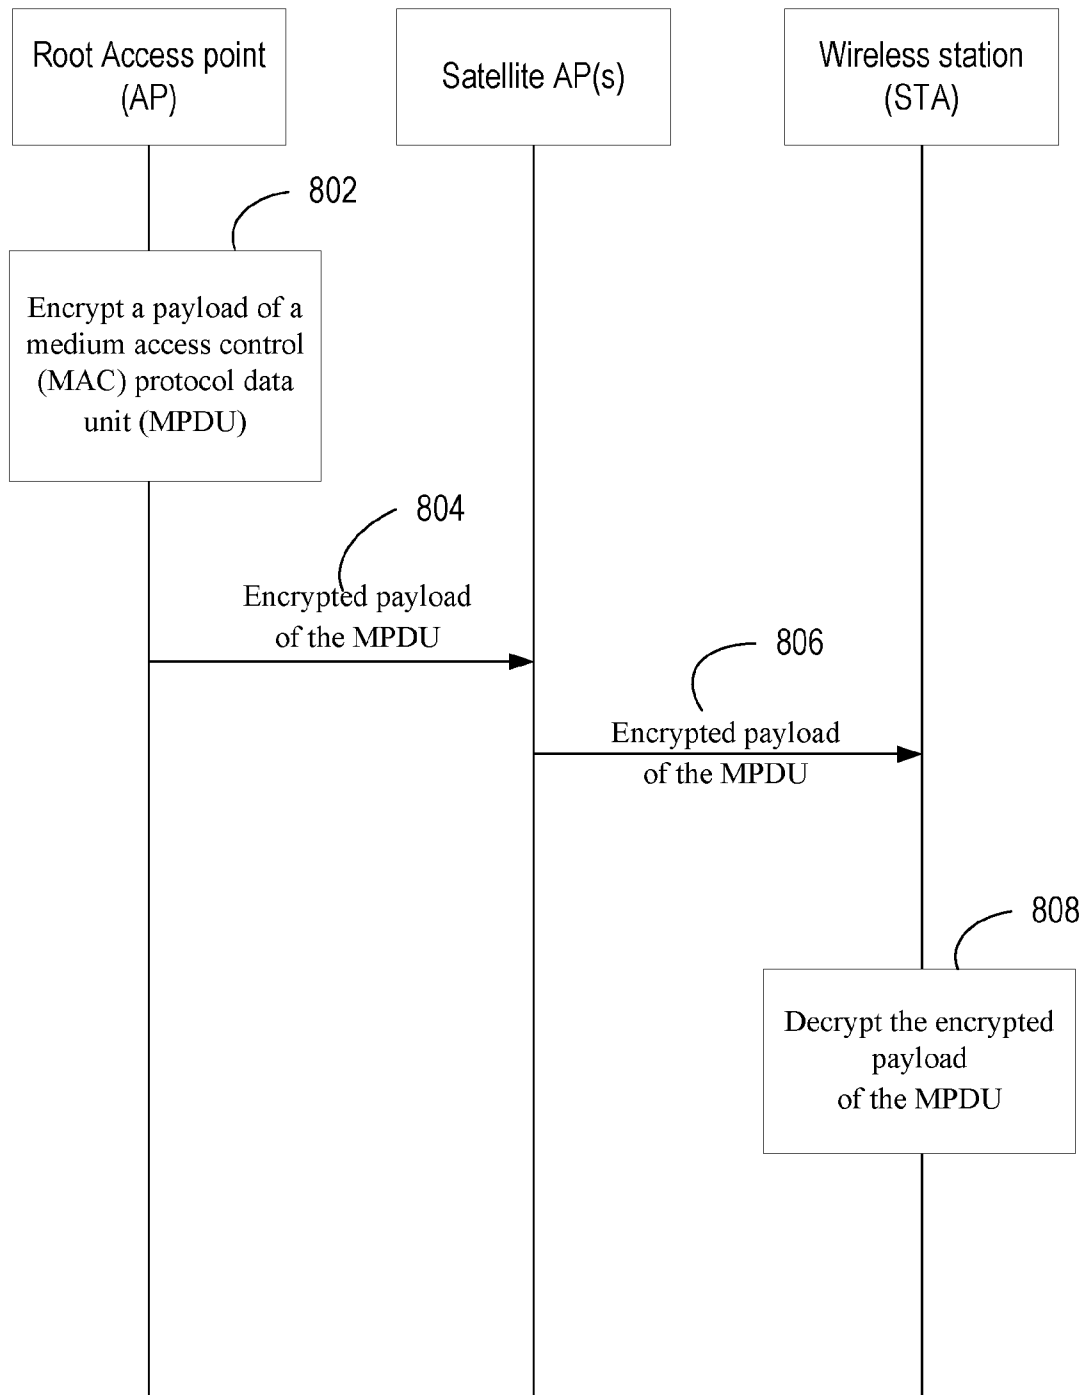 Root Access point
(AP)
Satellite AP(s)
Wireless station
(STA)
802
Encrypt a payload of a
medium access control
(MAC) protocol data
unit (MPDU)
804
Encrypted payload
of the MPDU
806
Encrypted payload
of the MPDU
808
Decrypt the encrypted
payload
of the MPDU